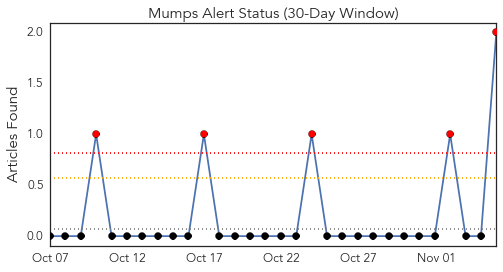 Mumps Alert Status (30-Day Window)
Articles Found
2.0
1.5
1.0
0.5
0.0
Oct 07 Oct 12 Oct 17 Oct 22 Oct 27 Nov 01